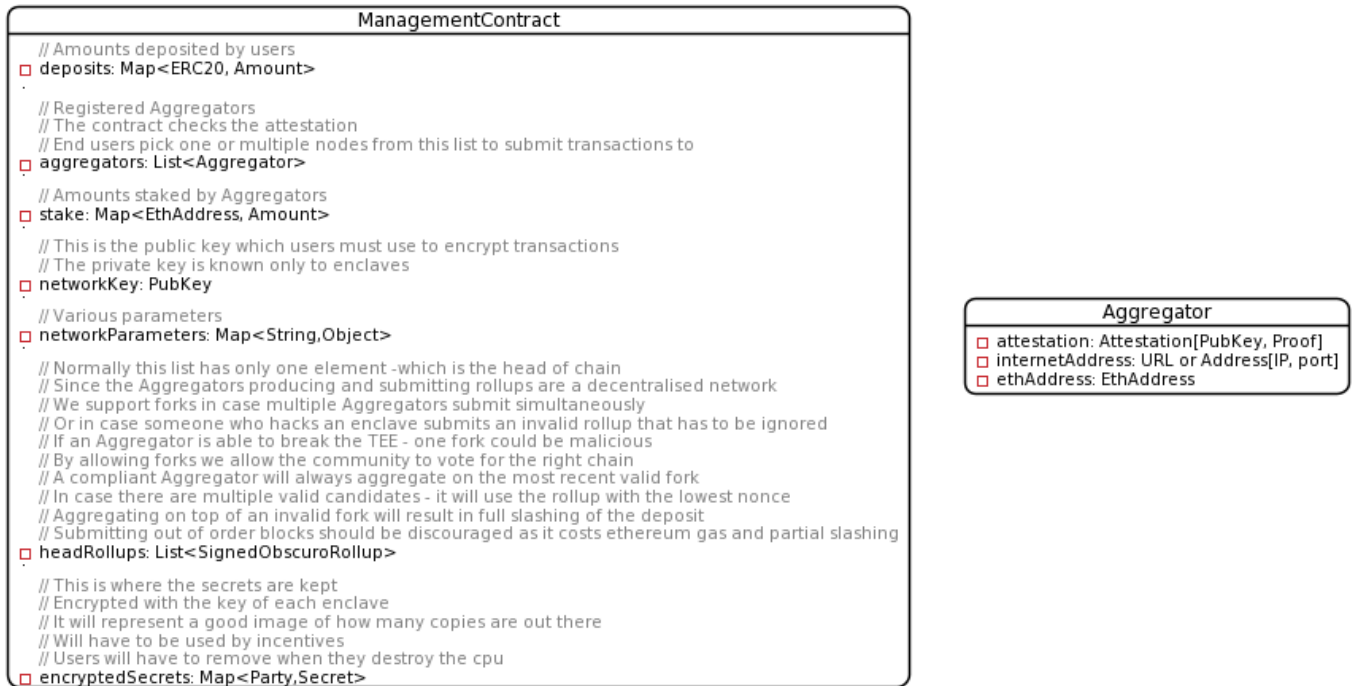 ManagementContract
// Amounts deposited by users
deposits: Map<ERC20, Amount>
// Registered Aggregators
// The contract checks the attestation
// End users pick one or multiple nodes from this list to submit transactions to
aggregators: List<Aggregator>
// Amounts staked by Aggregators
stake: Map<EthAddress, Amount>
// This is the public key which users must use to encrypt transactions
// The private key is known only to enclaves
networkKey: PubKey
// Various parameters
networkParameters: Map<String,Object>
// Normally this list has only one element -which is the head of chain
// Since the Aggregators producing and submitting rollups are a decentralised network
// We support forks in case multiple Aggregators submit simultaneously
// Or in case someone who hacks an enclave submits an invalid rollup that has to be ignored
// If an Aggregator is able to break the TEE - one fork could be malicious
// By allowing forks we allow the community to vote for the right chain
// A compliant Aggregator will always aggregate on the most recent valid fork
// In case there are multiple valid candidates - it will use the rollup with the lowest nonce
// Aggregating on top of an invalid fork will result in full slashing of the deposit
// Submitting out of order blocks should be discouraged as it costs ethereum gas and partial slashing
headRollups: List<SignedObscuroRollup>
// This is where the secrets are kept
// Encrypted with the key of each enclave
// It will represent a good image of how many copies are out there
// Will have to be used by incentives
// Users will have to remove when they destroy the cpu
encryptedSecrets: Map<Party,Secret>
Aggregator
attestation: Attestation[PubKey, Proof]
internetAddress: URL or Address[IP, port]
ethAddress: EthAddress